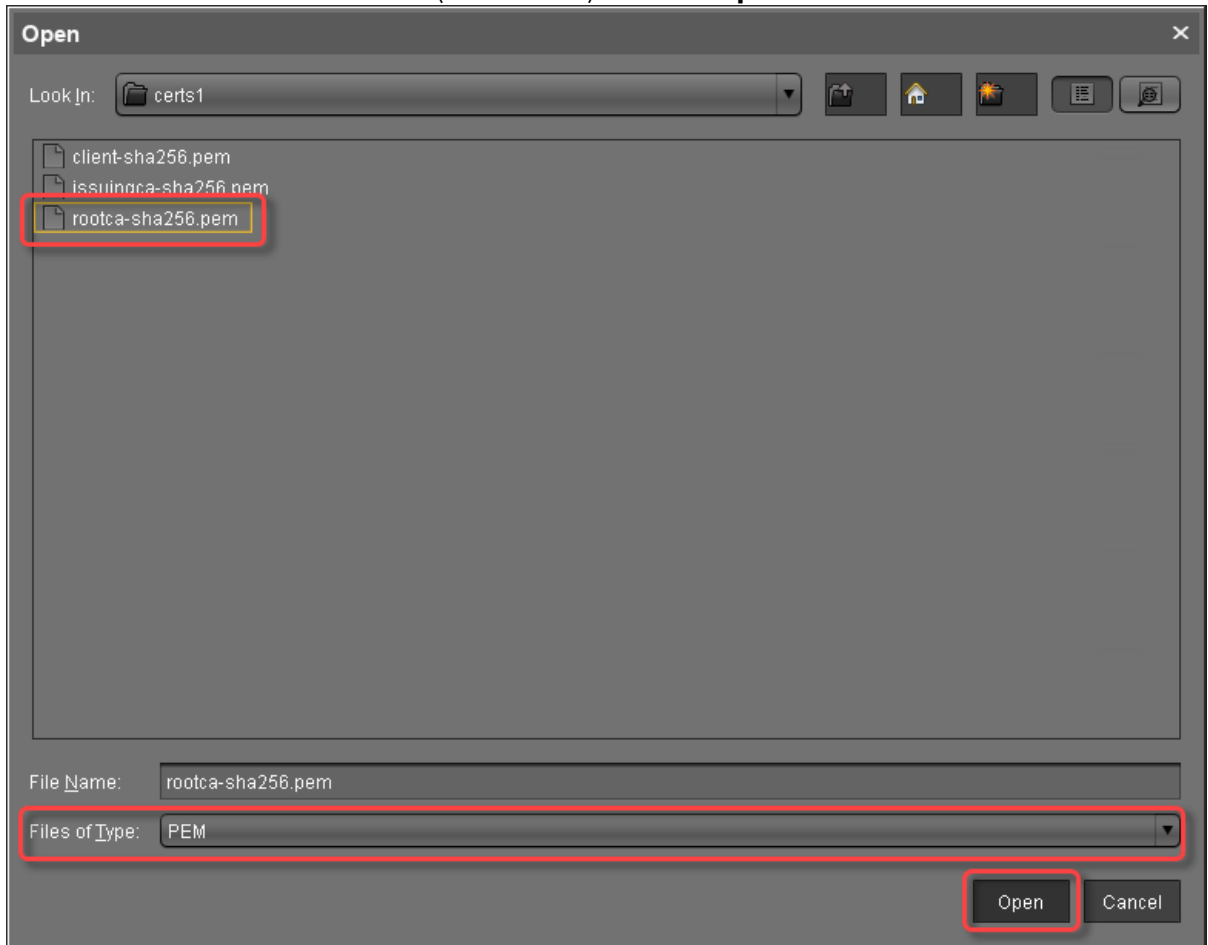 Open
Look In:
certs1
client-sha256.pem
issuingca-sha256.pem
rootca-sha256.pem
File Name:
rootca-sha256.pem
Files of Type:
PEM
Open
Cancel